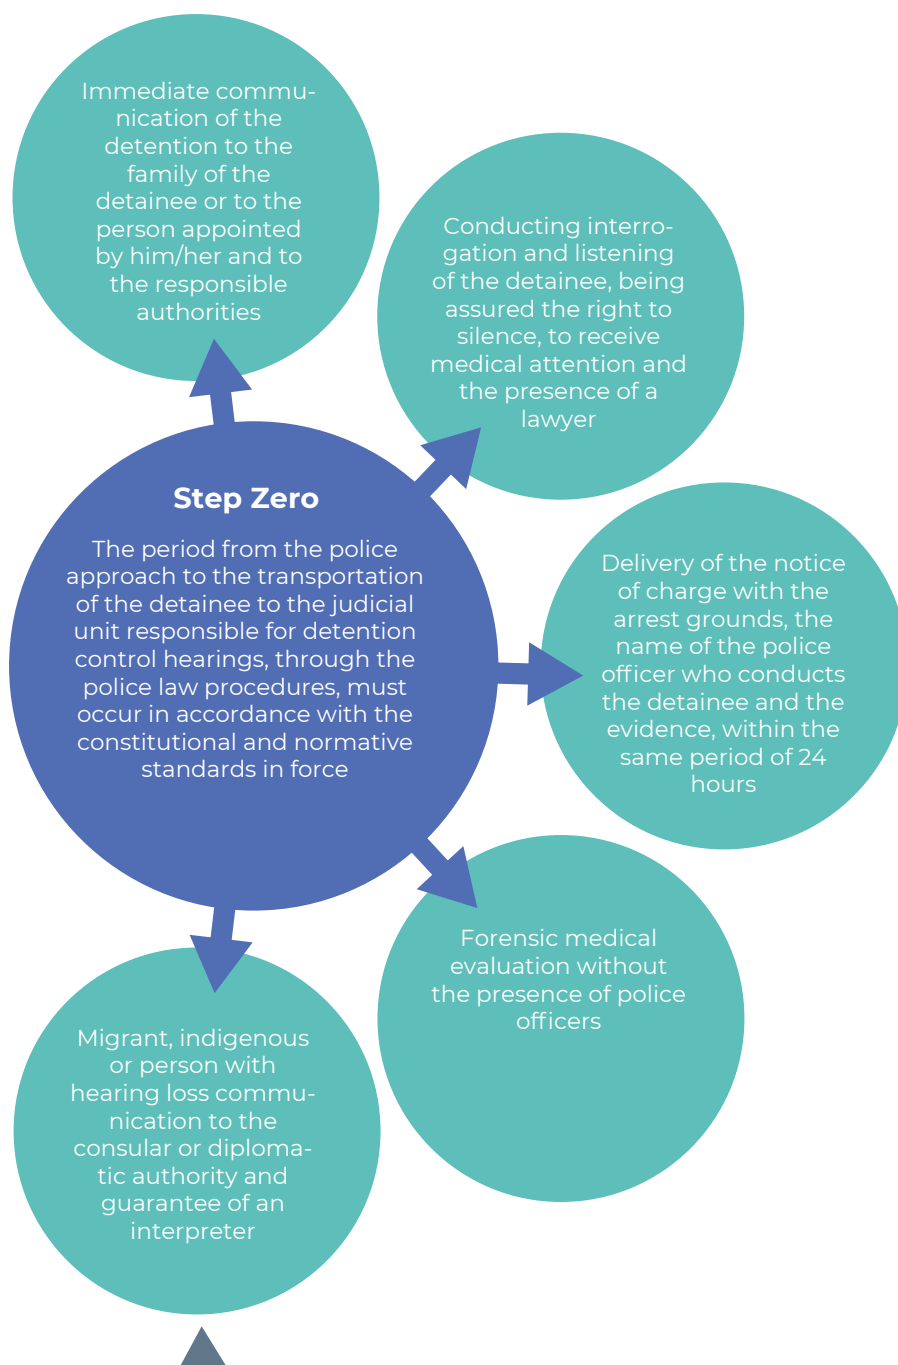 Immediate commu-
nication of the
detention to the
family of the
detainee or to the
person appointed
by him/her and to
the responsible
authorities
Conducting interro-
gation and listening
of the detainee, being
assured the right to
silence, to receive
medical attention and
the presence of a
lawyer
Step Zero
The period from the police
approach to the transportation
of the detainee to the judicial
unit responsible for detention
control hearings, through the
police law procedures, must
occur in accordance with the
constitutional and normative
standards in force
Delivery of the notice
of charge with the
arrest grounds, the
name of the police
officer who conducts
the detainee and the
evidence, within the
same period of 24
hours
Forensic medical
evaluation without
the presence of police
officers
Migrant, indigenous
or person with
hearing loss commu-
nication to the
consular or diploma-
tic authority and
guarantee of an
interpreter